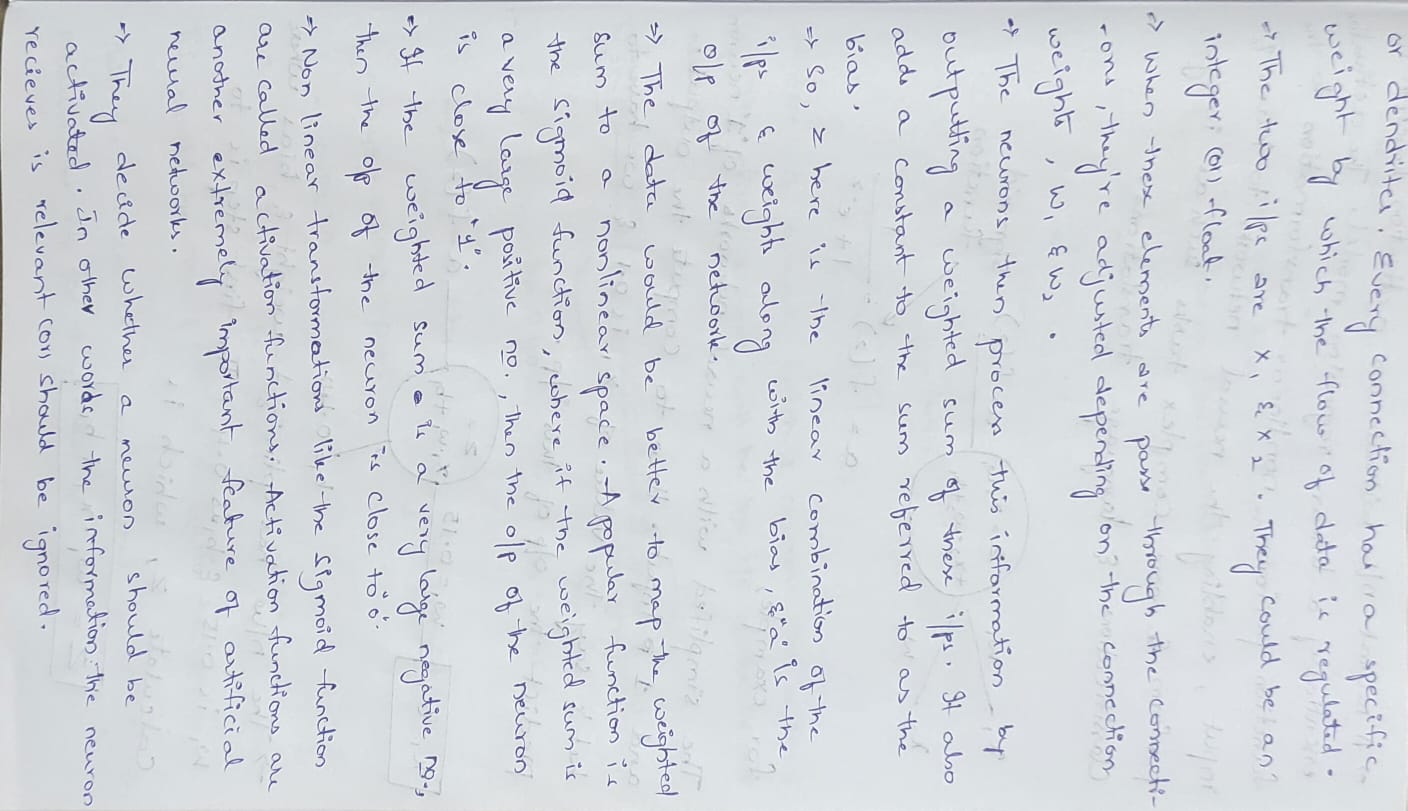 or dendrites. Every connection has a specific
weight by which the flow of data is regulated.
=> The two i/ps are x1 & x2. They could be an
integer (or) float.
=> When these elements are passe through the connecti-
-ons, they're adjusted depending on the connection
weights, w1 & w2.
=> The neurons then process this information by
outputting a weighted sum of these i/ps. It also
adds a constant to the sum referred to as the
bias.
=> So, z here is the linear combination of the
i/ps & weights along with the bias, & "a" is the
o/p of the network.
=> The data would be better to map the weighted
sum to a nonlinear space. A popular function is
the sigmoid function, where if the weighted sum is
a very large positive no., then the o/p of the neuron
is close to "1".
=> If the weighted sum is a very large negative no.,
then the o/p of the neuron is close to "0".
=> Non linear transformations like the sigmoid function
are called activation functions. Activation functions are
another extremely important feature of artificial
neural networks.
=> They decide whether a neuron should be
activated. In other words, the information the neuron
recieves is relevant (or) should be ignored.